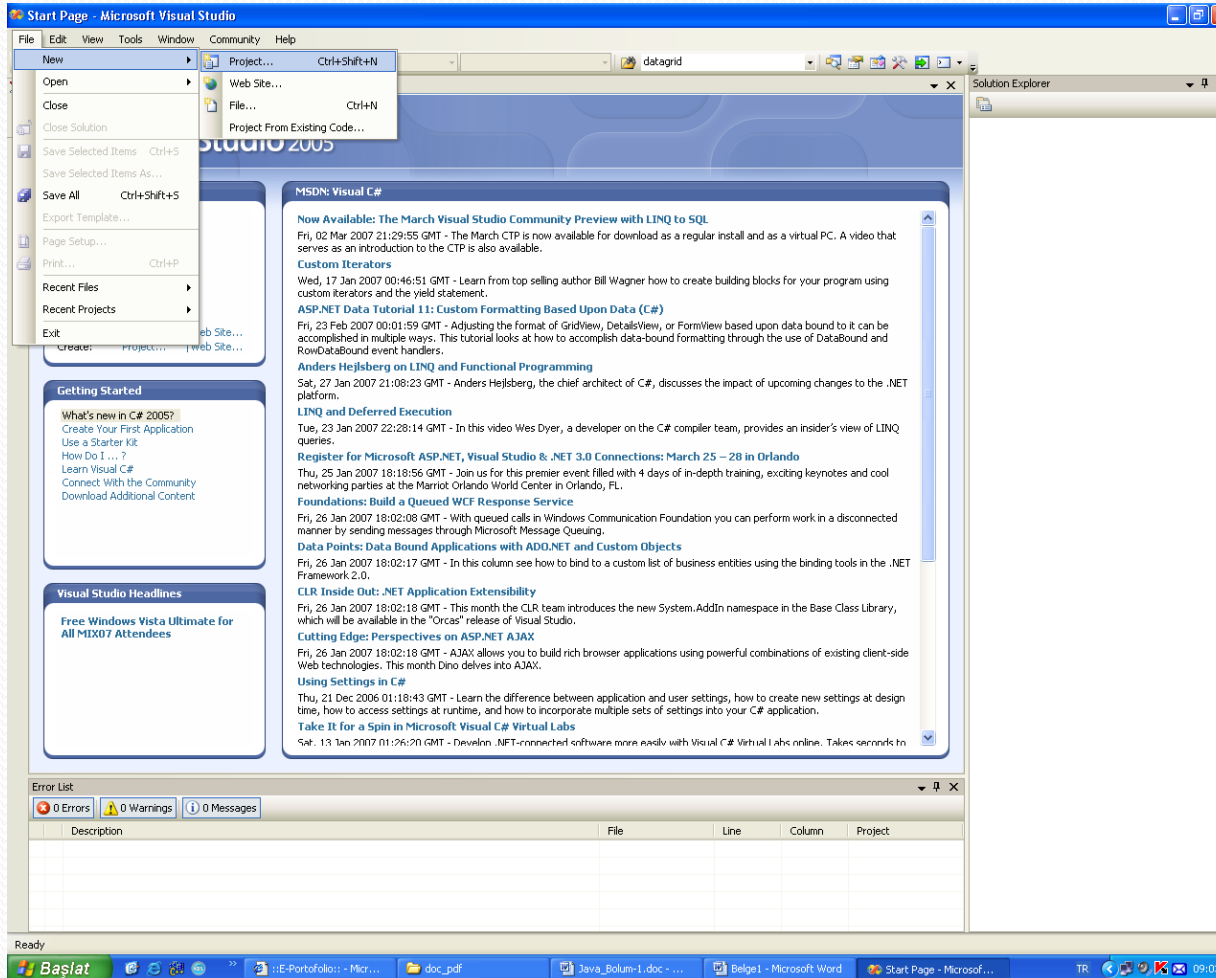 Start Page - Microsoft Visual Studio
File Edit View Tools Window Community Help
New
Open
Close
Close Solution
Save Selected Items Ctrl+S
Save Selected Items As...
Save All Ctrl+Shift+S
Export Template...
Page Setup...
Print... Ctrl+P
Recent Files
Recent Projects
Exit
Project... Ctrl+Shift+N
Web Site...
File... Ctrl+N
Project From Existing Code...
datagrid
Solution Explorer
2005
eb Site...
Create: Project... Web Site...
Getting Started
What's new in C# 2005?
Create Your First Application
Use a Starter Kit
How Do I ... ?
Learn Visual C#
Connect With the Community
Download Additional Content
Visual Studio Headlines
Free Windows Vista Ultimate for
All MIX07 Attendees
MSDN: Visual C#
Now Available: The March Visual Studio Community Preview with LINQ to SQL
Fri, 02 Mar 2007 21:29:55 GMT - The March CTP is now available for download as a regular install and as a virtual PC. A video that
serves as an introduction to the CTP is also available.
Custom Iterators
Wed, 17 Jan 2007 00:46:51 GMT - Learn from top selling author Bill Wagner how to create building blocks for your program using
custom iterators and the yield statement.
ASP.NET Data Tutorial 11: Custom Formatting Based Upon Data (C#)
Fri, 23 Feb 2007 00:01:59 GMT - Adjusting the format of GridView, DetailsView, or FormView based upon data bound to it can be
accomplished in multiple ways. This tutorial looks at how to accomplish data-bound formatting through the use of DataBound and
RowDataBound event handlers.
Anders Hejlsberg on LINQ and Functional Programming
Sat, 27 Jan 2007 21:08:23 GMT - Anders Hejlsberg, the chief architect of C#, discusses the impact of upcoming changes to the .NET
platform.
LINQ and Deferred Execution
Tue, 23 Jan 2007 22:28:14 GMT - In this video Wes Dyer, a developer on the C# compiler team, provides an insider's view of LINQ
queries.
Register for Microsoft ASP.NET, Visual Studio & .NET 3.0 Connections: March 25 – 28 in Orlando
Thu, 25 Jan 2007 18:18:56 GMT - Join us for this premier event filled with 4 days of in-depth training, exciting keynotes and cool
networking parties at the Marriot Orlando World Center in Orlando, FL.
Foundations: Build a Queued WCF Response Service
Fri, 26 Jan 2007 18:02:08 GMT - With queued calls in Windows Communication Foundation you can perform work in a disconnected
manner by sending messages through Microsoft Message Queuing.
Data Points: Data Bound Applications with ADO.NET and Custom Objects
Fri, 26 Jan 2007 18:02:17 GMT - In this column see how to bind to a custom list of business entities using the binding tools in the .NET
Framework 2.0.
CLR Inside Out: .NET Application Extensibility
Fri, 26 Jan 2007 18:02:18 GMT - This month the CLR team introduces the new System.AddIn namespace in the Base Class Library,
which will be available in the "Orcas" release of Visual Studio.
Cutting Edge: Perspectives on ASP.NET AJAX
Fri, 26 Jan 2007 18:02:18 GMT - AJAX allows you to build rich browser applications using powerful combinations of existing client-side
Web technologies. This month Dino delves into AJAX.
Using Settings in C#
Thu, 21 Dec 2006 01:18:43 GMT - Learn the difference between application and user settings, how to create new settings at design
time, how to access settings at runtime, and how to incorporate multiple sets of settings into your C# application.
Take It for a Spin in Microsoft Visual C# Virtual Labs
Sat, 13 Jan 2007 01:26:20 GMT - Develop .NET-connected software more easily with Visual C# Virtual Labs online. Takes seconds to
Error List
0 Errors 0 Warnings 0 Messages
Description File Line Column Project
Ready
Başlat ::E-Portofolio:: - Micr... doc_pdf Java_Bolum-1.doc - ... Belge1 - Microsoft Word Start Page - Microsof... TR